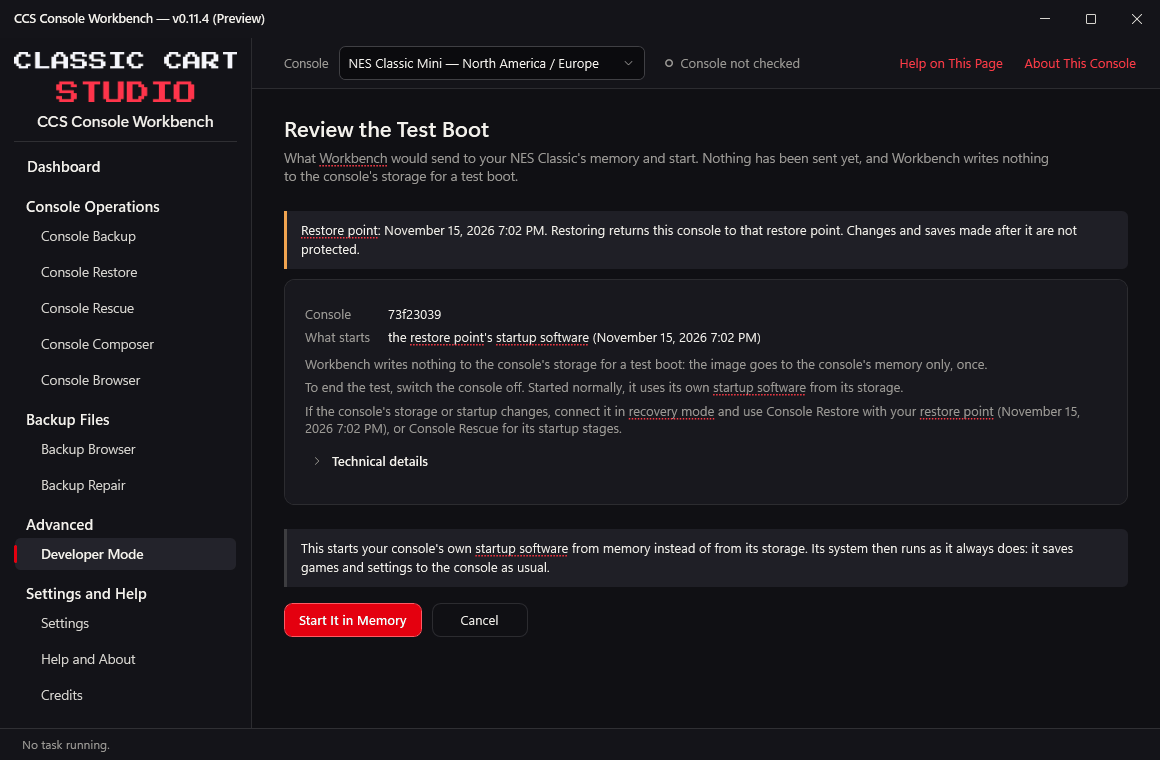 CCS Console Workbench — v0.11.4 (Preview)
CLASSIC CART
STUDIO
CCS Console Workbench
Dashboard
Console Operations
Console Backup
Console Restore
Console Rescue
Console Composer
Console Browser
Backup Files
Backup Browser
Backup Repair
Advanced
Developer Mode
Settings and Help
Settings
Help and About
Credits
Console
NES Classic Mini — North America / Europe
Console not checked
Help on This Page
About This Console
Review the Test Boot
What Workbench would send to your NES Classic's memory and start. Nothing has been sent yet, and Workbench writes nothing
to the console's storage for a test boot.
Restore point: November 15, 2026 7:02 PM. Restoring returns this console to that restore point. Changes and saves made after it are not
protected.
Console 73f23039
What starts the restore point's startup software (November 15, 2026 7:02 PM)
Workbench writes nothing to the console's storage for a test boot: the image goes to the console's memory only, once.
To end the test, switch the console off. Started normally, it uses its own startup software from its storage.
If the console's storage or startup changes, connect it in recovery mode and use Console Restore with your restore point (November 15,
2026 7:02 PM), or Console Rescue for its startup stages.
Technical details
This starts your console's own startup software from memory instead of from its storage. Its system then runs as it always does: it saves
games and settings to the console as usual.
Start It in Memory
Cancel
No task running.